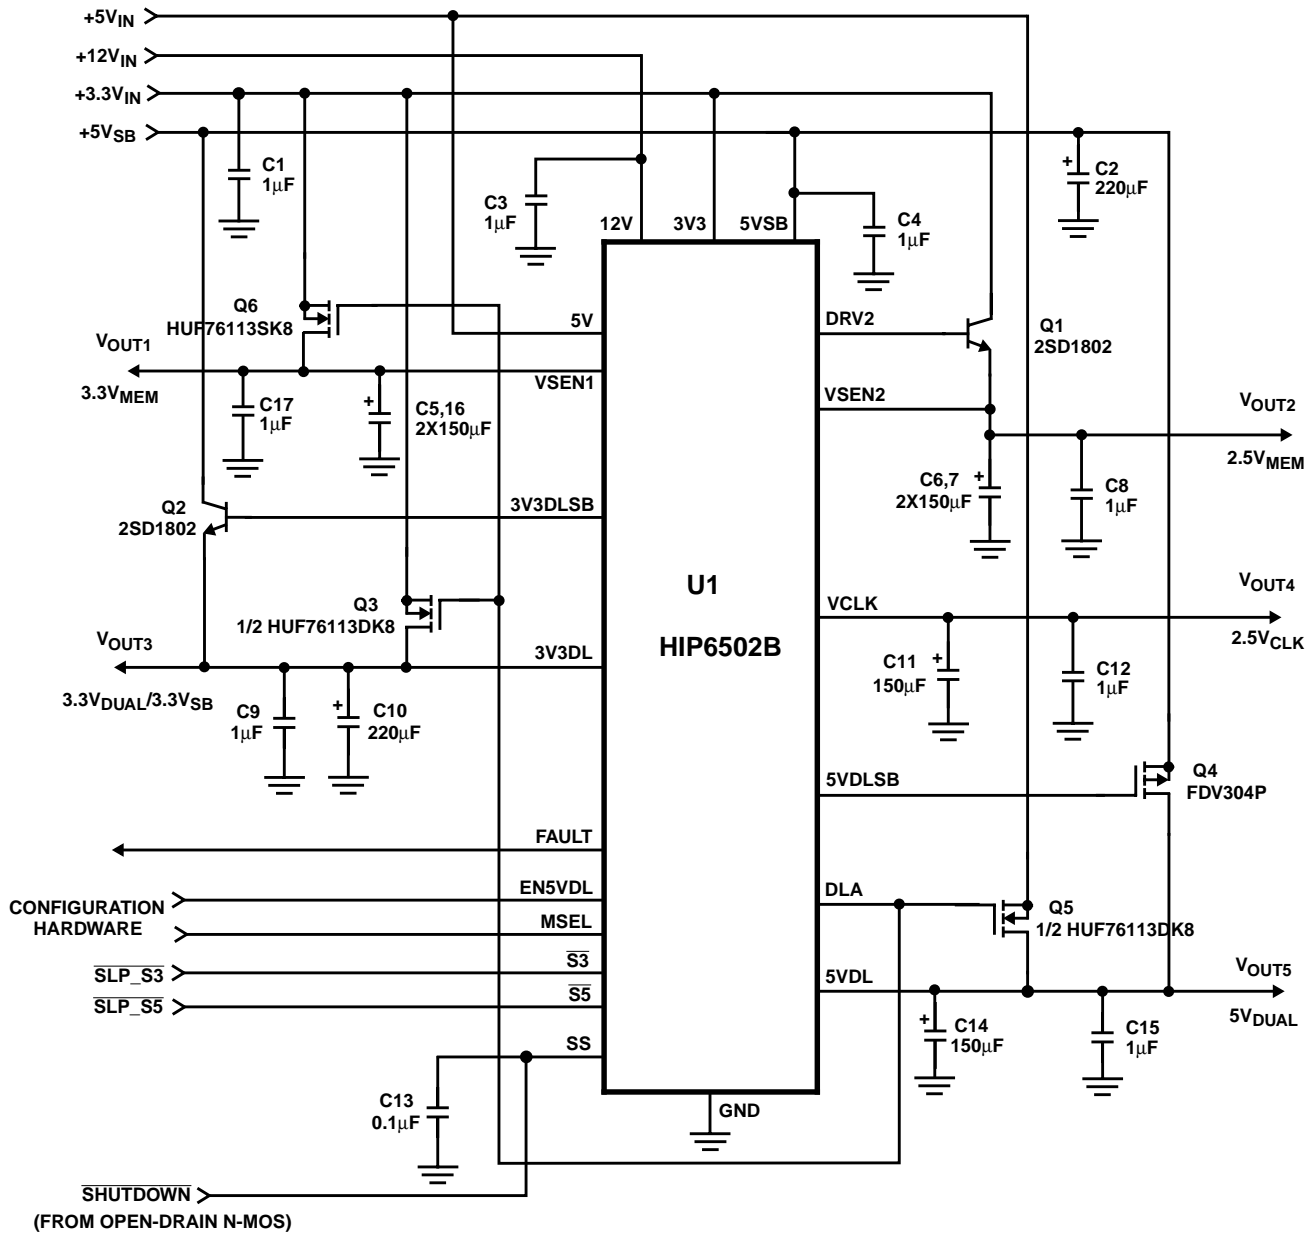 +5VIN
+12VIN
+3.3VIN
+5VSB
C1
1μF
C3
1μF
12V
3V3
5VSB
C4
1μF
C2
220μF
Q6
HUF76113SK8
5V
DRV2
Q1
2SD1802
VOUT1
3.3VMEM
VSEN1
VSEN2
C17
1μF
C5,16
2X150μF
VOUT2
2.5VMEM
C6,7
2X150μF
C8
1μF
Q2
2SD1802
3V3DLSB
U1
HIP6502B
Q3
1/2 HUF76113DK8
VCLK
VOUT4
2.5VCLK
VOUT3
3.3VDUAL/3.3VSB
3V3DL
C11
150μF
C12
1μF
C9
1μF
C10
220μF
5VDLSB
Q4
FDV304P
FAULT
EN5VDL
CONFIGURATION
HARDWARE
MSEL
DLA
Q5
1/2 HUF76113DK8
SLP_S3
S3
SLP_S5
S5
5VDL
VOUT5
5VDUAL
SS
C14
150μF
C15
1μF
C13
0.1μF
GND
SHUTDOWN
(FROM OPEN-DRAIN N-MOS)
+
+
+
+
+
+